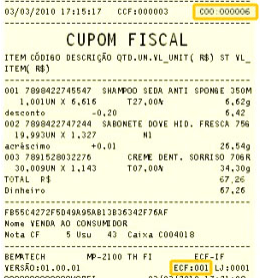 03/03/2010 17:15:17 CCF:000003 COO:000006
CUPOM FISCAL
ITEM CÓDIGO DESCRIÇÃO QTD.UN.VL_UNIT( R$) ST VL_
ITEM( R$)
001 7898422745547 SHAMPOO SEDA ANTI SPONGE 350M
1,001UN X 6,616 T27,00% 6,62g
desconto -0,20 6,42
002 7898422747244 SABONETE DOVE HID. FRESCA 75G
19,993UN X 1,327 N1
acréscimo +0,01 26,54g
003 7891528032276 CREME DENT. SORRISO 70GR
30,009UN X 1,143 T07,00% 34,30g
TOTAL R$ 67,26
Dinheiro 67,26
FB55C4272F5D49A95AB13B36342F76AF
Nome VENDA AO CONSUMIDOR
Nota CF 5 Usu 43 Caixa C004018
BEMATECH MP-2100 TH FI ECF-IF
VERSÃO:01.00.01 ECF:001 LJ:0001